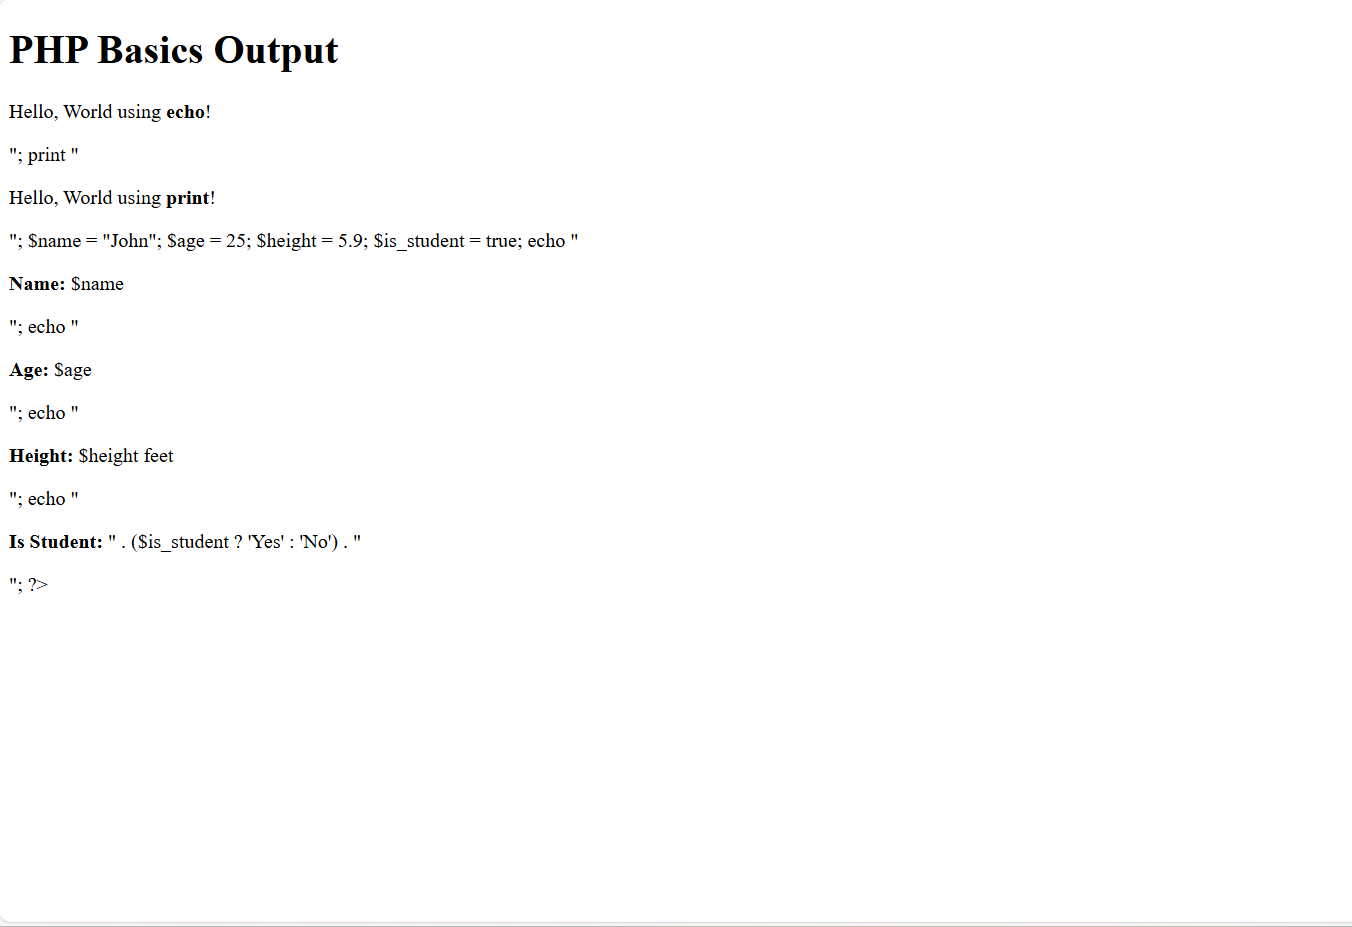 PHP Basics Output
Hello, World using echo!
"; print "
Hello, World using print!
"; $name = "John"; $age = 25; $height = 5.9; $is_student = true; echo "
Name: $name
"; echo "
Age: $age
"; echo "
Height: $height feet
"; echo "
Is Student: " . ($is_student ? 'Yes' : 'No') . "
"; ?>